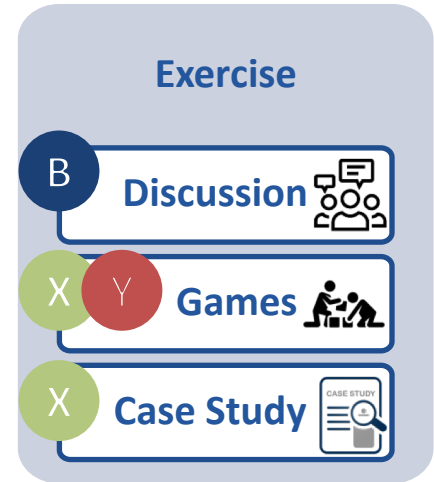 Exercise
B
Discussion
X Y Games
X
Case Study
CASE STUDY